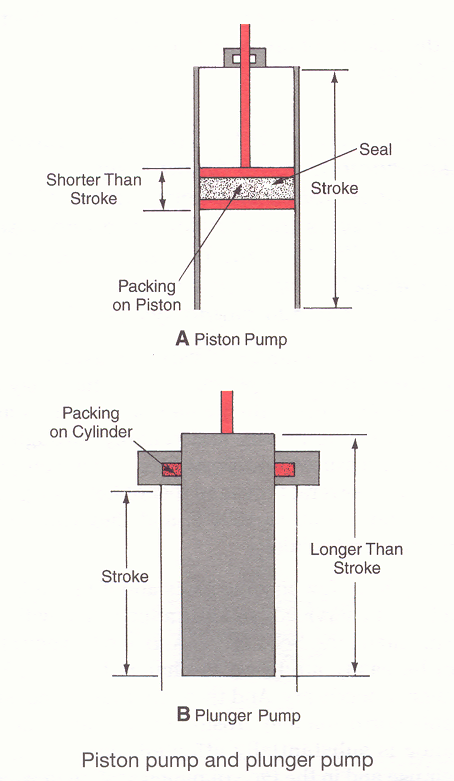 Seal
Shorter Than
Stroke
Stroke
Packing
on Piston
A Piston Pump
Packing
on Cylinder
Stroke
Longer Than
Stroke
B Plunger Pump
Piston pump and plunger pump